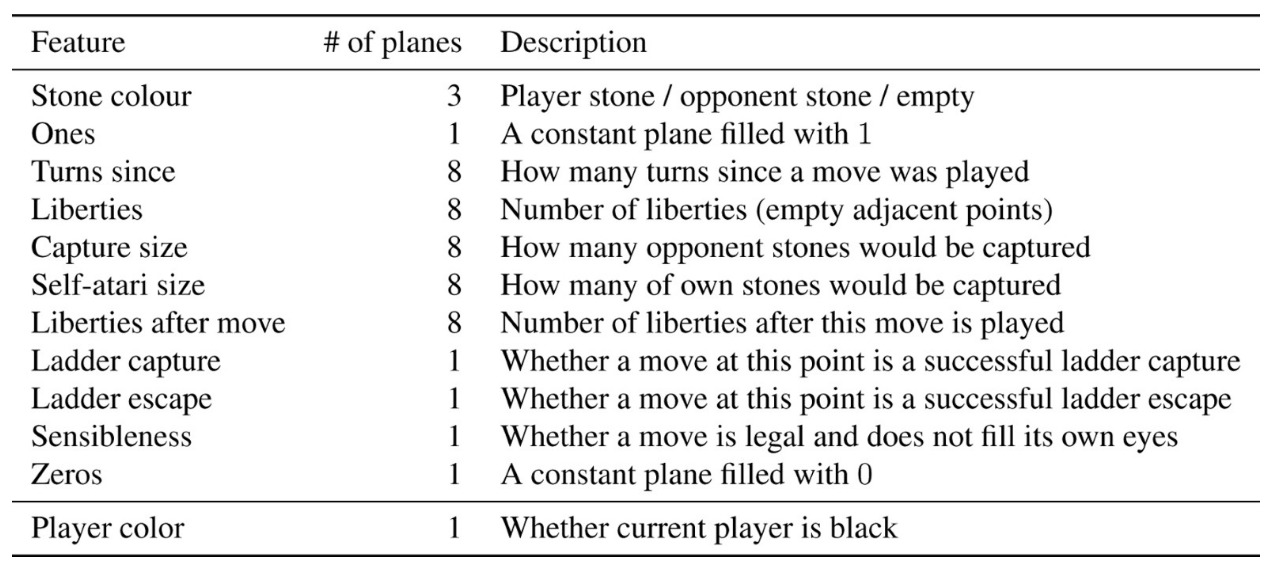 Feature # of planes Description
Stone colour 3 Player stone / opponent stone / empty
Ones 1 A constant plane filled with 1
Turns since 8 How many turns since a move was played
Liberties 8 Number of liberties (empty adjacent points)
Capture size 8 How many opponent stones would be captured
Self-atari size 8 How many of own stones would be captured
Liberties after move 8 Number of liberties after this move is played
Ladder capture 1 Whether a move at this point is a successful ladder capture
Ladder escape 1 Whether a move at this point is a successful ladder escape
Sensibleness 1 Whether a move is legal and does not fill its own eyes
Zeros 1 A constant plane filled with 0
Player color 1 Whether current player is black